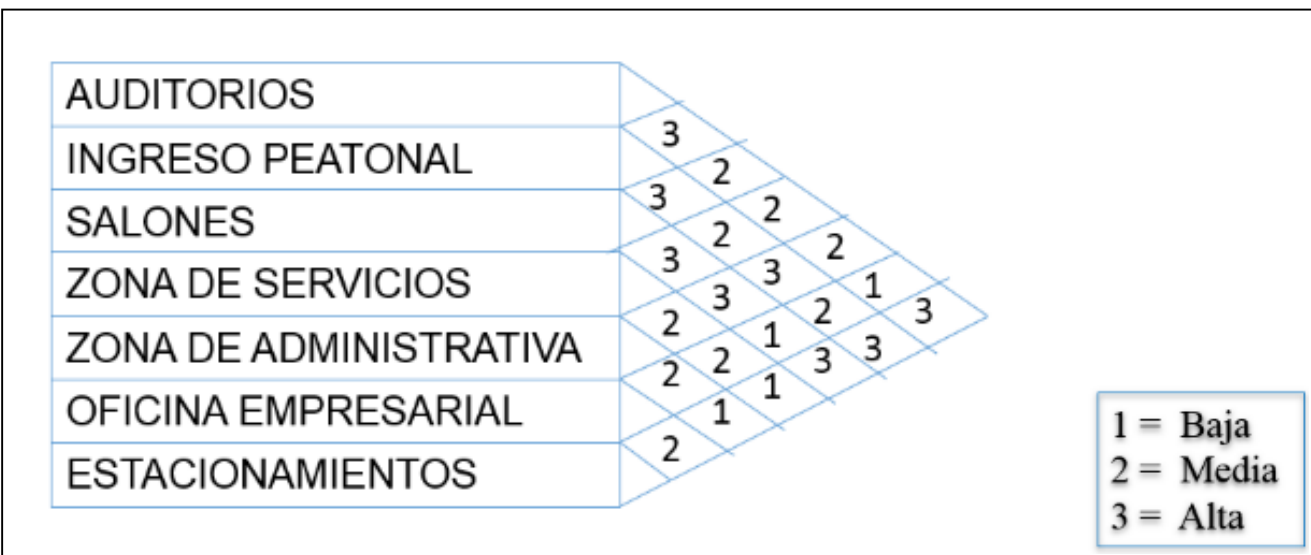 AUDITORIOS
INGRESO PEATONAL
SALONES
ZONA DE SERVICIOS
ZONA DE ADMINISTRATIVA
OFICINA EMPRESARIAL
ESTACIONAMIENTOS
3
2
3
2
2
2
3
3
1
3
3
2
2
2
1
2
3
3
2
1
1
2
1 = Baja
2 = Media
3 = Alta